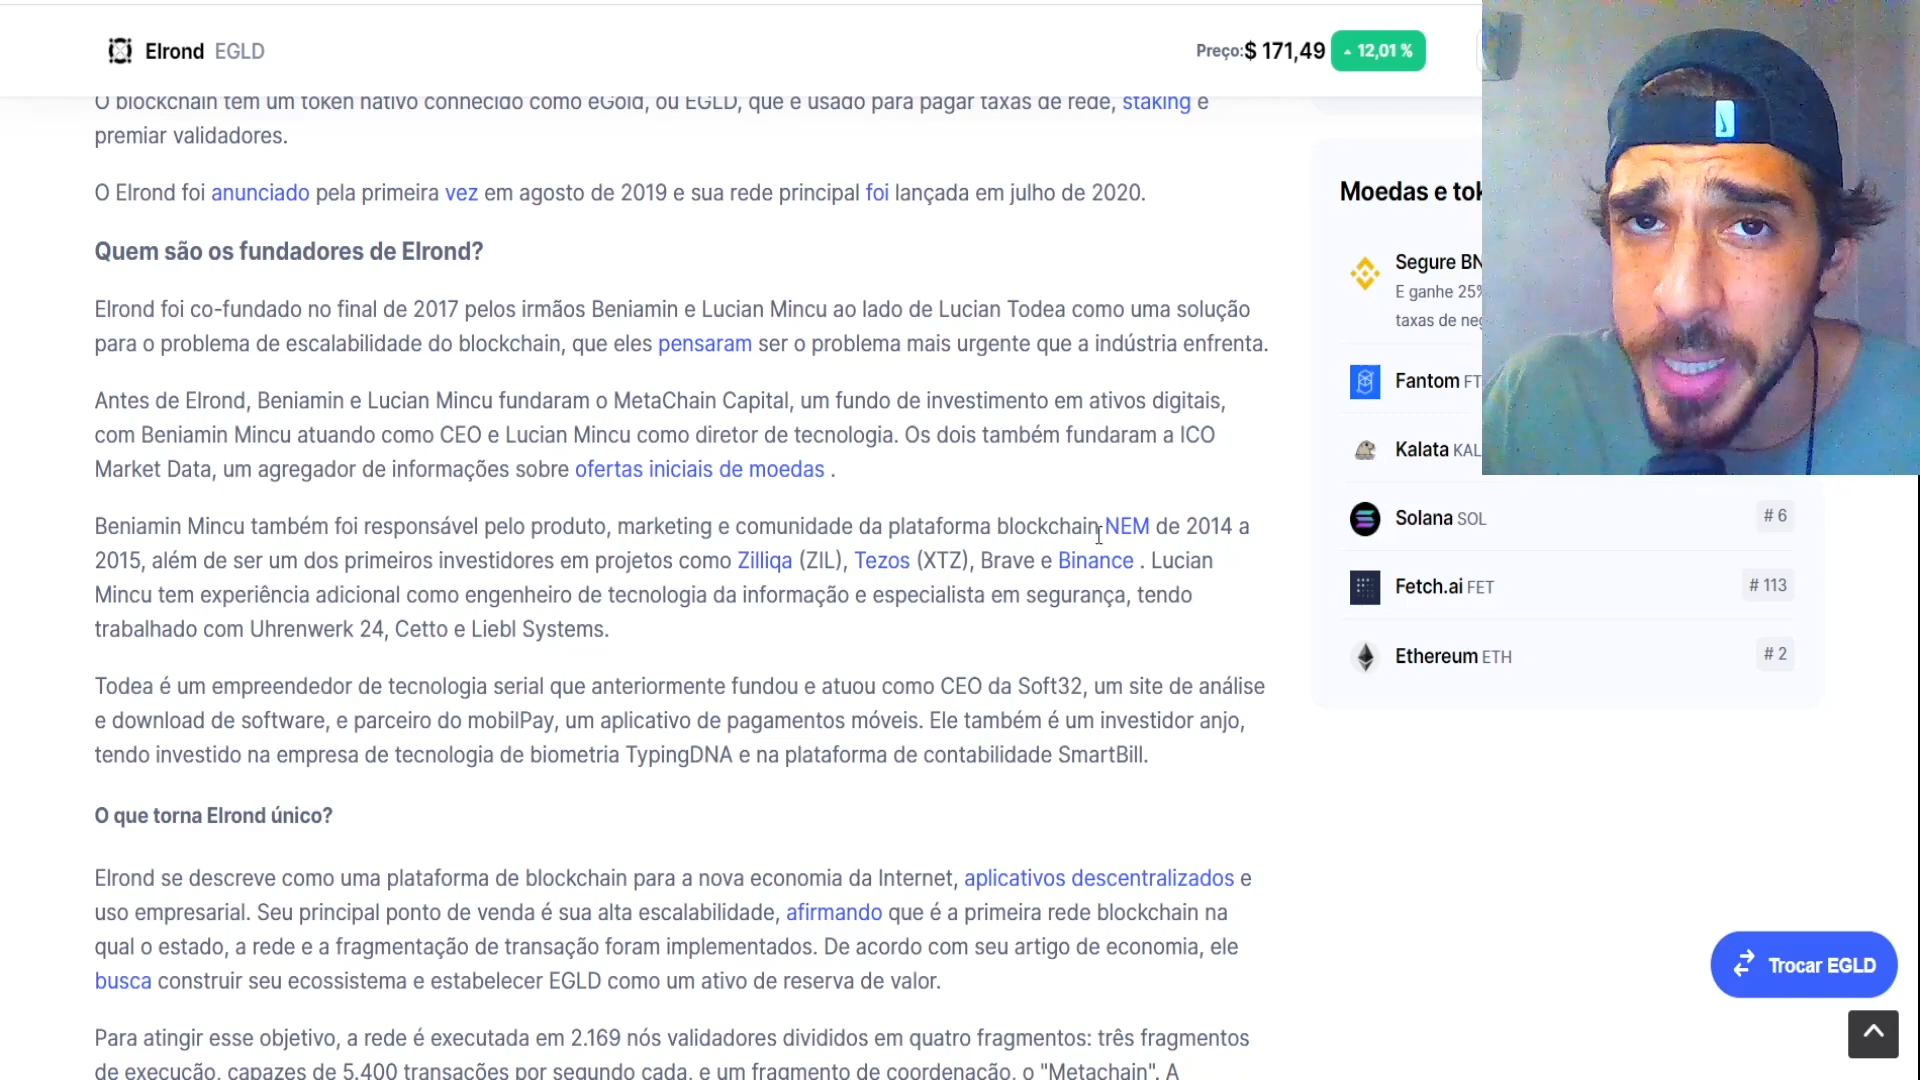 Elrond EGLD
Preço:$ 171,49 12,01 %
O blockchain tem um token nativo conhecido como eGold, ou EGLD, que é usado para pagar taxas de rede, staking e
premiar validadores.
O Elrond foi anunciado pela primeira vez em agosto de 2019 e sua rede principal foi lançada em julho de 2020.
Quem são os fundadores de Elrond?
Elrond foi co-fundado no final de 2017 pelos irmãos Beniamin e Lucian Mincu ao lado de Lucian Todea como uma solução
para o problema de escalabilidade do blockchain, que eles pensaram ser o problema mais urgente que a indústria enfrenta.
Antes de Elrond, Beniamin e Lucian Mincu fundaram o MetaChain Capital, um fundo de investimento em ativos digitais,
com Beniamin Mincu atuando como CEO e Lucian Mincu como diretor de tecnologia. Os dois também fundaram a ICO
Market Data, um agregador de informações sobre ofertas iniciais de moedas .
Beniamin Mincu também foi responsável pelo produto, marketing e comunidade da plataforma blockchain NEM de 2014 a
2015, além de ser um dos primeiros investidores em projetos como Zilliqa (ZIL), Tezos (XTZ), Brave e Binance . Lucian
Mincu tem experiência adicional como engenheiro de tecnologia da informação e especialista em segurança, tendo
trabalhado com Uhrenwerk 24, Cetto e Liebl Systems.
Todea é um empreendedor de tecnologia serial que anteriormente fundou e atuou como CEO da Soft32, um site de análise
e download de software, e parceiro do mobilPay, um aplicativo de pagamentos móveis. Ele também é um investidor anjo,
tendo investido na empresa de tecnologia de biometria TypingDNA e na plataforma de contabilidade SmartBill.
O que torna Elrond único?
Elrond se descreve como uma plataforma de blockchain para a nova economia da Internet, aplicativos descentralizados e
uso empresarial. Seu principal ponto de venda é sua alta escalabilidade, afirmando que é a primeira rede blockchain na
qual o estado, a rede e a fragmentação de transação foram implementados. De acordo com seu artigo de economia, ele
busca construir seu ecossistema e estabelecer EGLD como um ativo de reserva de valor.
Para atingir esse objetivo, a rede é executada em 2.169 nós validadores divididos em quatro fragmentos: três fragmentos
de execução, capazes de 5.400 transações por segundo cada, e um fragmento de coordenação, o "Metachain". A
Moedas e tok
Segure BN
E ganhe 25%
taxas de neg
Fantom FT
Kalata KAL
Solana SOL # 6
Fetch.ai FET # 113
Ethereum ETH # 2
Trocar EGLD